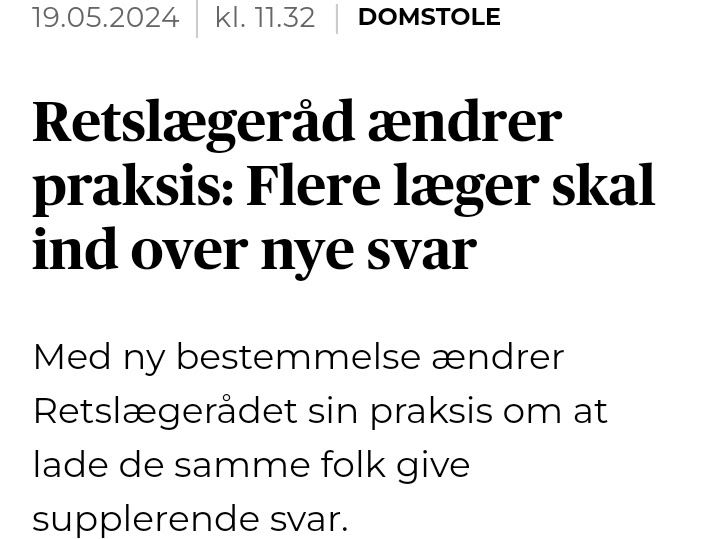 19.05.2024 kl. 11.32 DOMSTOLE
Retslægeråd ændrer
praksis: Flere læger skal
ind over nye svar
Med ny bestemmelse ændrer
Retslægerådet sin praksis om at
lade de samme folk give
supplerende svar.